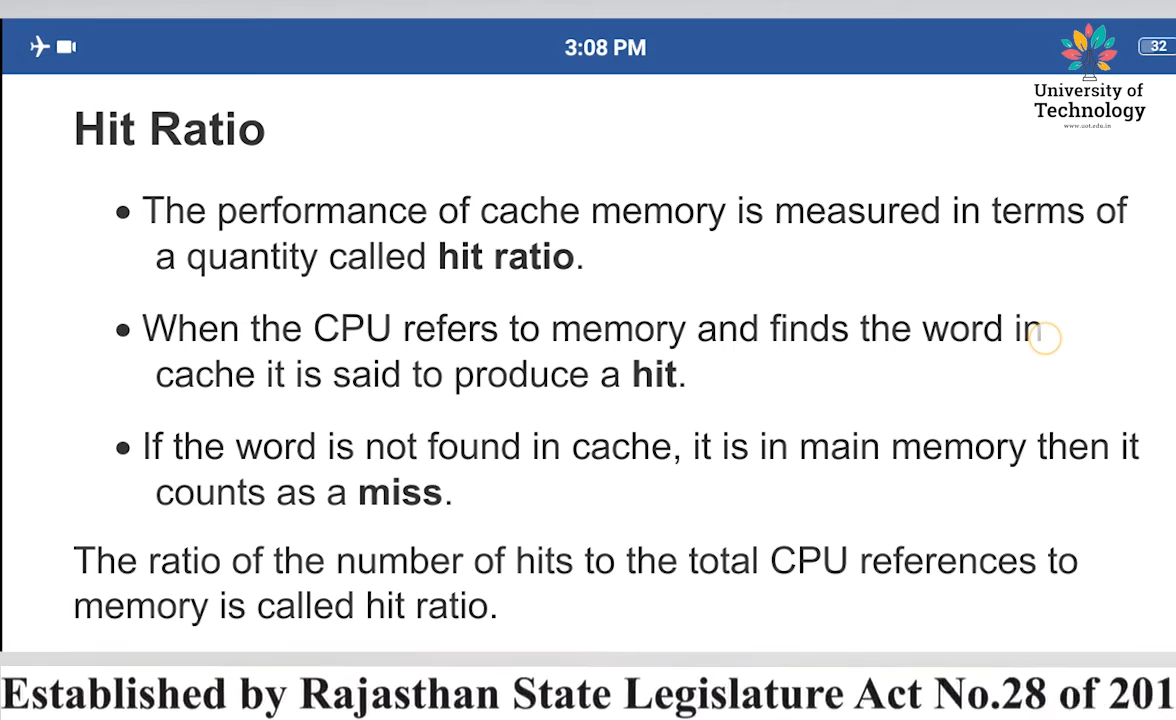 3:08 PM
32
University of
Technology
www.uot.edu.in
Hit Ratio
• The performance of cache memory is measured in terms of
a quantity called hit ratio.
• When the CPU refers to memory and finds the word in
cache it is said to produce a hit.
• If the word is not found in cache, it is in main memory then it
counts as a miss.
The ratio of the number of hits to the total CPU references to
memory is called hit ratio.
Established by Rajasthan State Legislature Act No.28 of 201